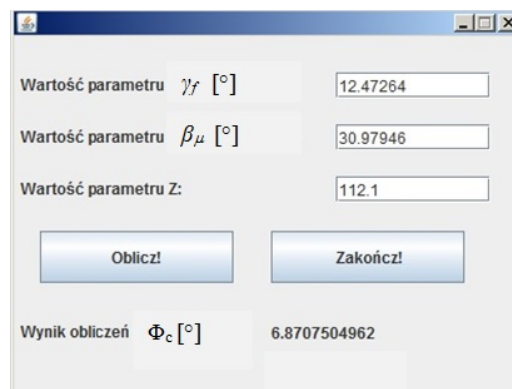 Wartość parametru γf [°] 12.47264
Wartość parametru βμ [°] 30.97946
Wartość parametru Z: 112.1
Oblicz! Zakończ!
Wynik obliczeń Φc [°] 6.8707504962